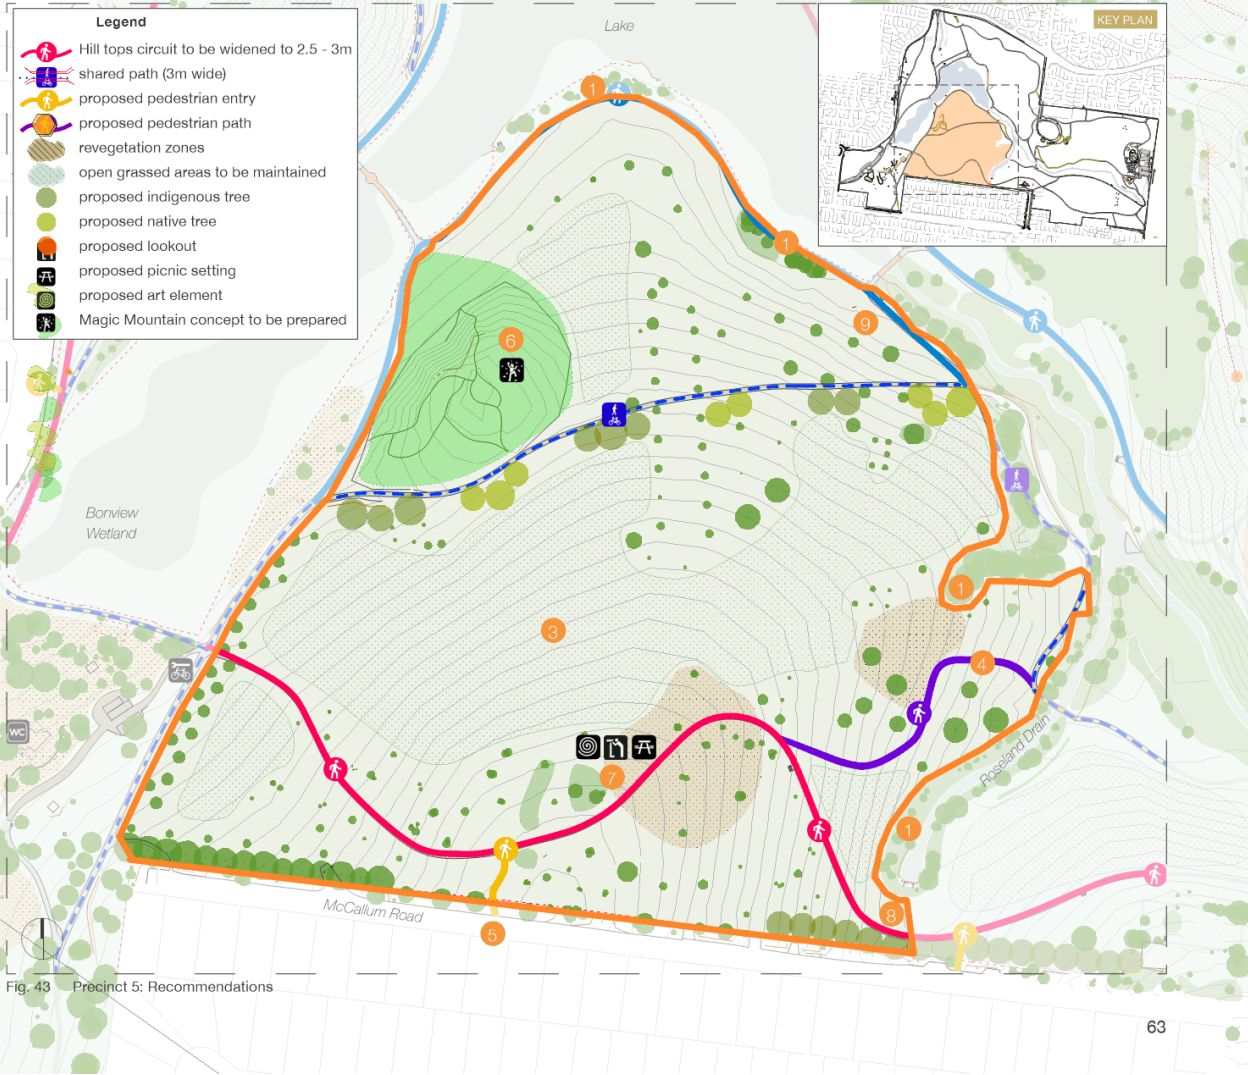 Legend
Hill tops circuit to be widened to 2.5 - 3m
shared path (3m wide)
proposed pedestrian entry
proposed pedestrian path
revegetation zones
open grassed areas to be maintained
proposed indigenous tree
proposed native tree
proposed lookout
proposed picnic setting
proposed art element
Magic Mountain concept to be prepared
Lake
KEY PLAN
1
1
9
6
Bonview
Wetland
1
3
4
WC
7
Roseland Drain
1
McCallum Road
8
5
Fig. 43 Precinct 5: Recommendations
63